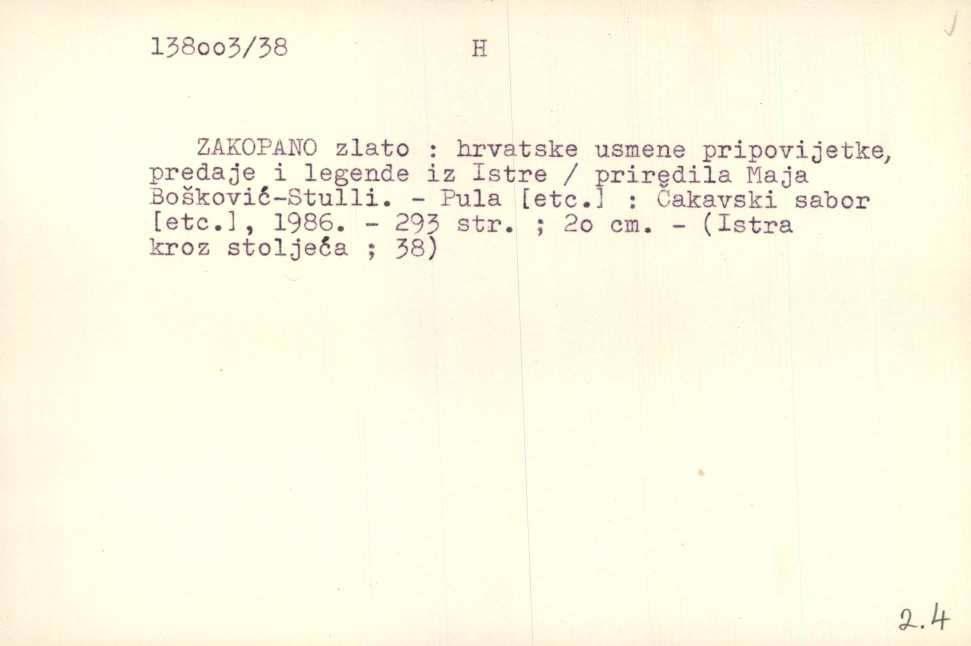 138oo3/38 H
ZAKOPANO zlato : hrvatske usmene pripovijetke,
predaje i legende iz Istre / priredila Maja
Bošković-Stulli. - Pula [etc.] : Čakavski sabor
[etc.], 1986. - 293 str. ; 2o cm. - (Istra
kroz stoljeća ; 38)
2.4